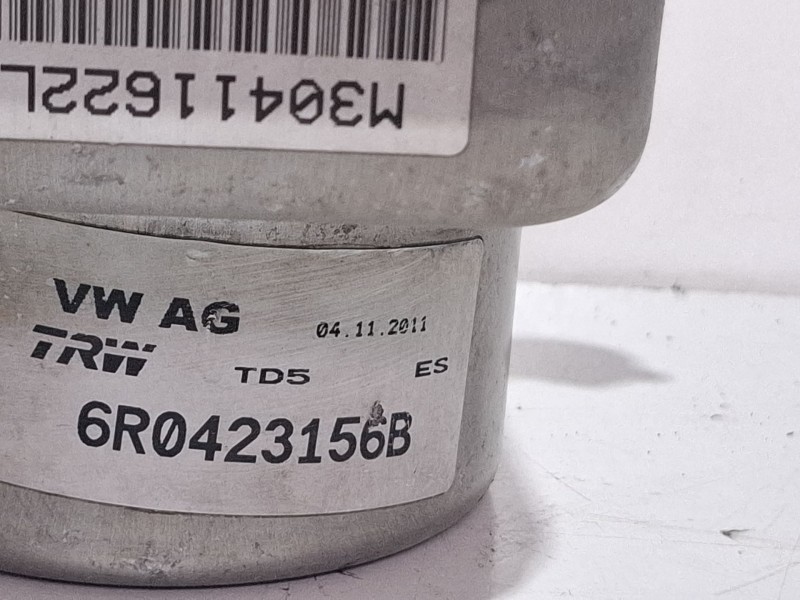 M30411622L
VW AG 04.11.2011
TRW TD5 ES
6R0423156B